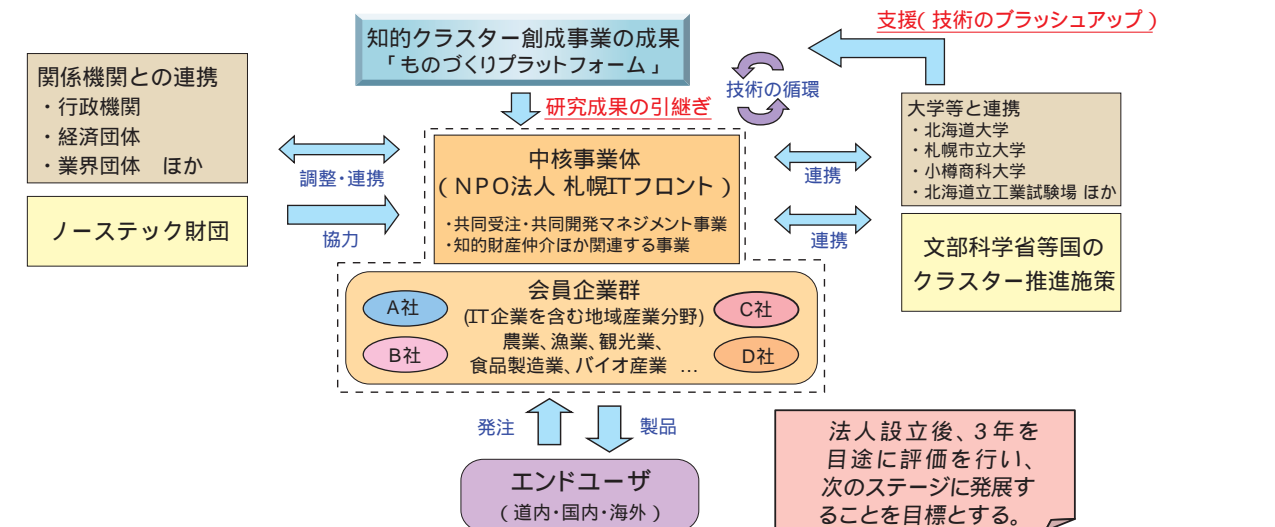 支援(技術のブラッシュアップ)
知的クラスター創成事業の成果
「ものづくりプラットフォーム」
技術の循環
研究成果の引継ぎ
関係機関との連携
・行政機関
・経済団体
・業界団体 ほか
調整・連携
ノーステック財団
協力
中核事業体
(NPO法人 札幌ITフロント)
・共同受注・共同開発マネジメント事業
・知的財産仲介ほか関連する事業
連携
連携
大学等と連携
・北海道大学
・札幌市立大学
・小樽商科大学
・北海道立工業試験場 ほか
文部科学省等国の
クラスター推進施策
会員企業群
(IT企業を含む地域産業分野)
農業、漁業、観光業、
食品製造業、バイオ産業 …
A社
B社
C社
D社
発注
製品
エンドユーザ
(道内・国内・海外)
法人設立後、3年を
目途に評価を行い、
次のステージに発展す
ることを目標とする。